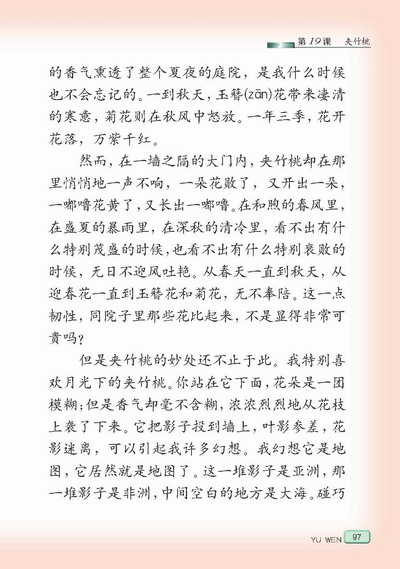 第19课 夹竹桃
的香气熏透了整个夏夜的庭院，是我什么时候
也不会忘记的。一到秋天，玉簪(zān)花带来凄清
的寒意，菊花则在秋风中怒放。一年三季，花开
花落，万紫千红。
然而，在一墙之隔的大门内，夹竹桃却在那
里悄悄地一声不响，一朵花败了，又开出一朵，
一嘟噜花黄了，又长出一嘟噜。在和煦的春风里，
在盛夏的暴雨里，在深秋的清冷里，看不出有什
么特别茂盛的时候，也看不出有什么特别衰败的
时候，无日不迎风吐艳。从春天一直到秋天，从
迎春花一直到玉簪花和菊花，无不奉陪。这一点
韧性，同院子里那些花比起来，不是显得非常可
贵吗？
但是夹竹桃的妙处还不止于此。我特别喜
欢月光下的夹竹桃。你站在它下面，花朵是一团
模糊；但是香气却毫不含糊，浓浓烈烈地从花枝
上袭了下来。它把影子投到墙上，叶影参差，花
影迷离，可以引起我许多幻想。我幻想它是地
图，它居然就是地图了。这一堆影子是亚洲，那
一堆影子是非洲，中间空白的地方是大海。碰巧
YU WEN 97